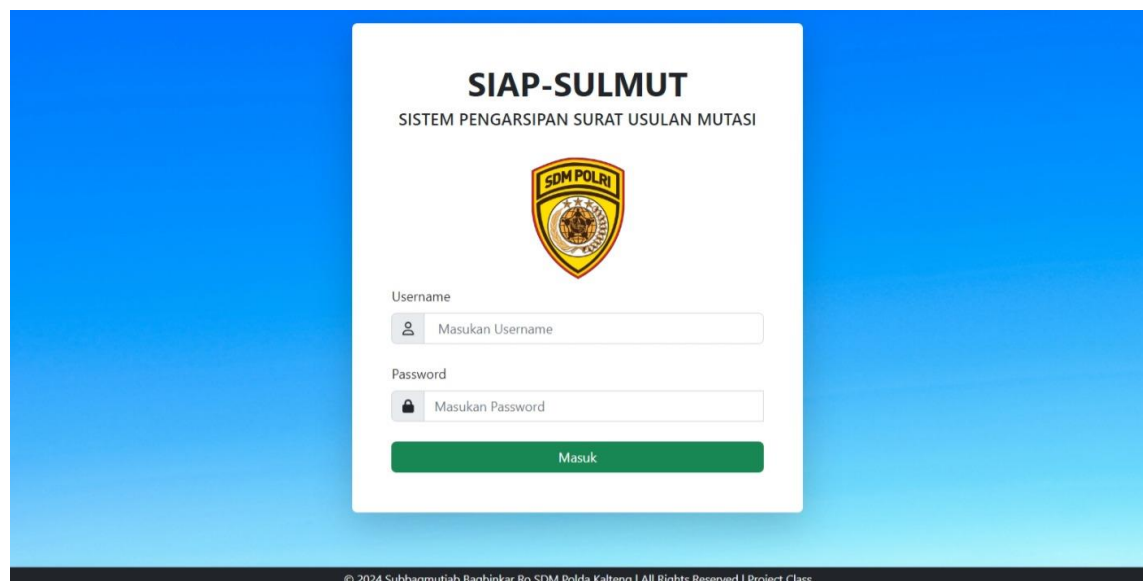 SIAP-SULMUT
SISTEM PENGARSIPAN SURAT USULAN MUTASI
SDM POLRI
Username
Masukan Username
Password
Masukan Password
Masuk
© 2024 Subbagmutjab Bagbinkar Ro SDM Polda Kalteng | All Rights Reserved | Project Class